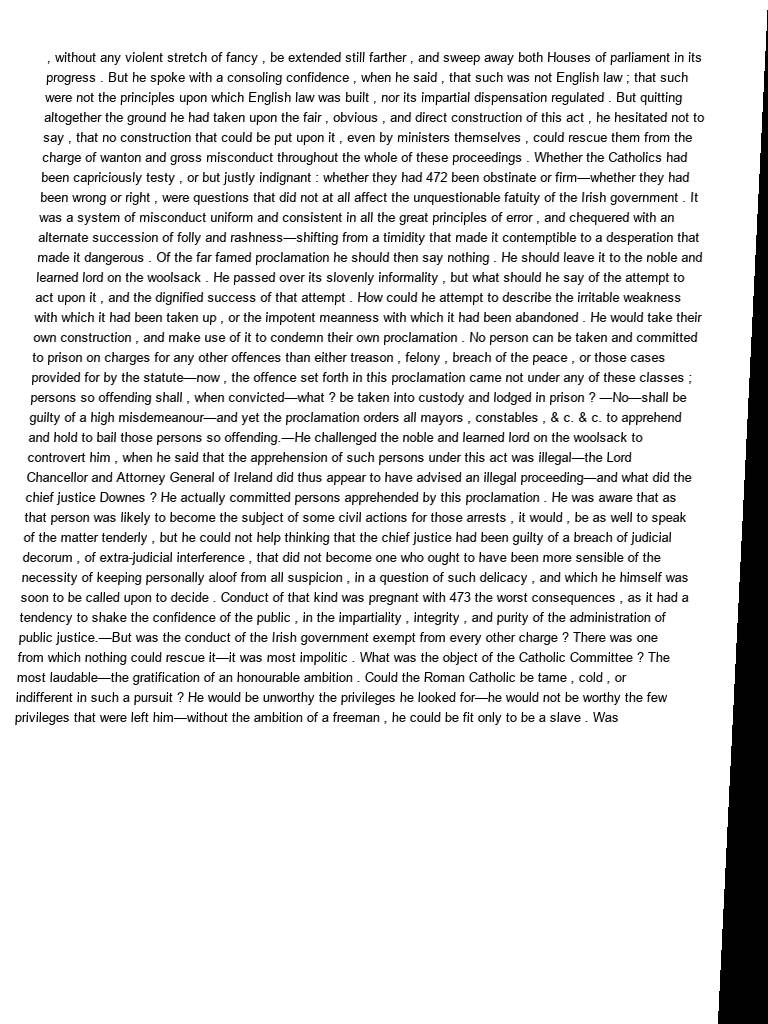 , without any violent stretch of fancy , be extended still farther , and sweep away both Houses of parliament in its
progress . But he spoke with a consoling confidence , when he said , that such was not English law ; that such
were not the principles upon which English law was built , nor its impartial dispensation regulated . But quitting
altogether the ground he had taken upon the fair , obvious , and direct construction of this act , he hesitated not to
say , that no construction that could be put upon it , even by ministers themselves , could rescue them from the
charge of wanton and gross misconduct throughout the whole of these proceedings . Whether the Catholics had
been capriciously testy , or but justly indignant : whether they had 472 been obstinate or firm—whether they had
been wrong or right , were questions that did not at all affect the unquestionable fatuity of the Irish government . It
was a system of misconduct uniform and consistent in all the great principles of error , and chequered with an
alternate succession of folly and rashness—shifting from a timidity that made it contemptible to a desperation that
made it dangerous . Of the far famed proclamation he should then say nothing . He should leave it to the noble and
learned lord on the woolsack . He passed over its slovenly informality , but what should he say of the attempt to
act upon it , and the dignified success of that attempt . How could he attempt to describe the irritable weakness
with which it had been taken up , or the impotent meanness with which it had been abandoned . He would take their
own construction , and make use of it to condemn their own proclamation . No person can be taken and committed
to prison on charges for any other offences than either treason , felony , breach of the peace , or those cases
provided for by the statute—now , the offence set forth in this proclamation came not under any of these classes ;
persons so offending shall , when convicted—what ? be taken into custody and lodged in prison ? —No—shall be
guilty of a high misdemeanour—and yet the proclamation orders all mayors , constables , & c. & c. to apprehend
and hold to bail those persons so offending.—He challenged the noble and learned lord on the woolsack to
controvert him , when he said that the apprehension of such persons under this act was illegal—the Lord
Chancellor and Attorney General of Ireland did thus appear to have advised an illegal proceeding—and what did the
chief justice Downes ? He actually committed persons apprehended by this proclamation . He was aware that as
that person was likely to become the subject of some civil actions for those arrests , it would , be as well to speak
of the matter tenderly , but he could not help thinking that the chief justice had been guilty of a breach of judicial
decorum , of extra-judicial interference , that did not become one who ought to have been more sensible of the
necessity of keeping personally aloof from all suspicion , in a question of such delicacy , and which he himself was
soon to be called upon to decide . Conduct of that kind was pregnant with 473 the worst consequences , as it had a
tendency to shake the confidence of the public , in the impartiality , integrity , and purity of the administration of
public justice.—But was the conduct of the Irish government exempt from every other charge ? There was one
from which nothing could rescue it—it was most impolitic . What was the object of the Catholic Committee ? The
most laudable—the gratification of an honourable ambition . Could the Roman Catholic be tame , cold , or
indifferent in such a pursuit ? He would be unworthy the privileges he looked for—he would not be worthy the few
privileges that were left him—without the ambition of a freeman , he could be fit only to be a slave . Was